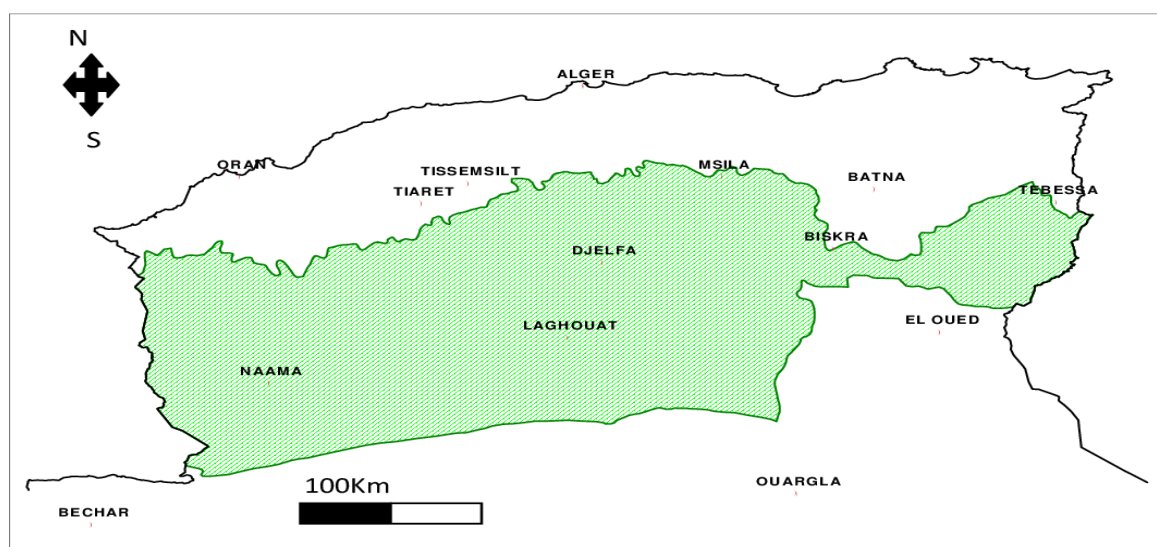 N
ALGER
S
ORAN
TISSEMSILT
MSILA
TIARET
BATNA
TEBESSA
BISKRA
DJELFA
EL OUED
LAGHOUAT
NAAMA
100Km
OUARGLA
BECHAR